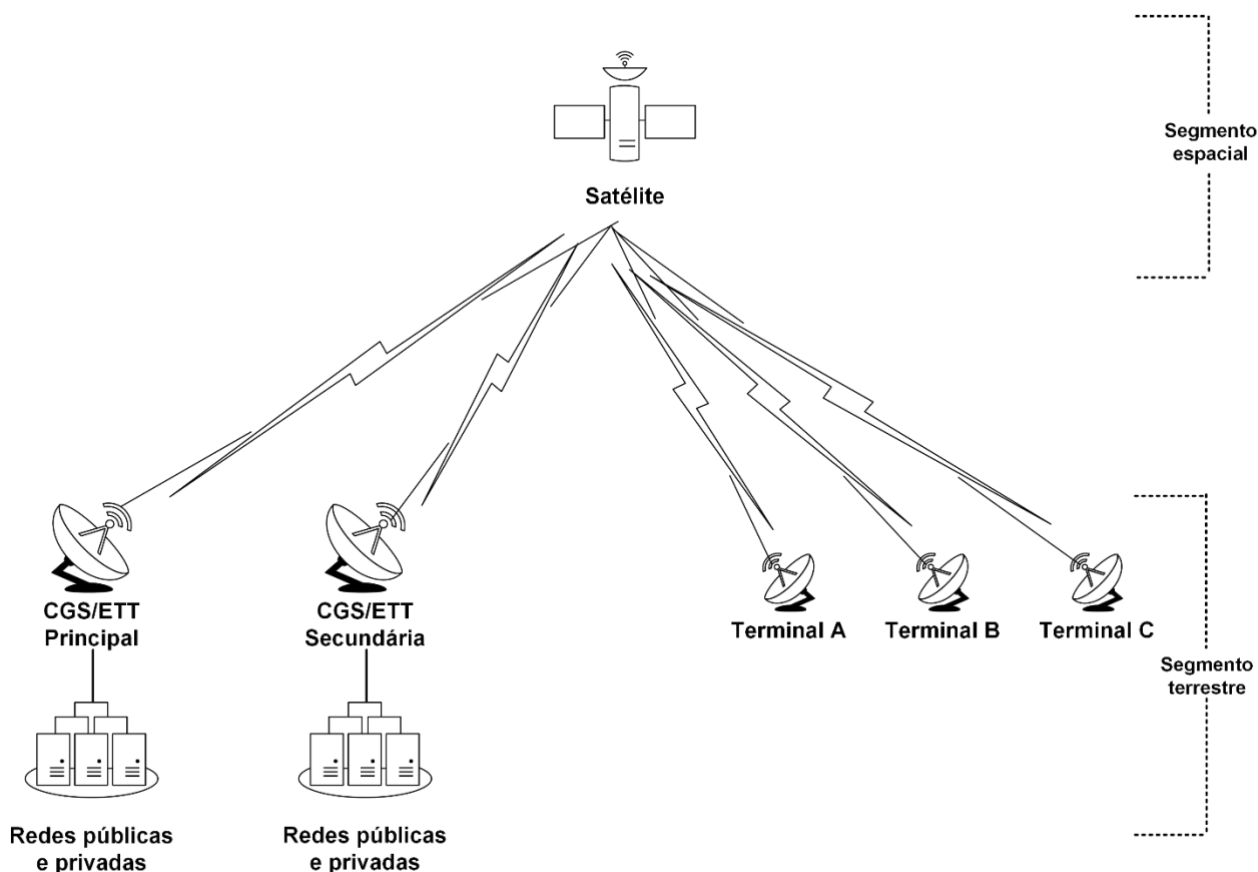 Segmento
espacial
Satélite
CGS/ETT
Principal
CGS/ETT
Secundária
Terminal A
Terminal B
Terminal C
Segmento
terrestre
Redes públicas
e privadas
Redes públicas
e privadas